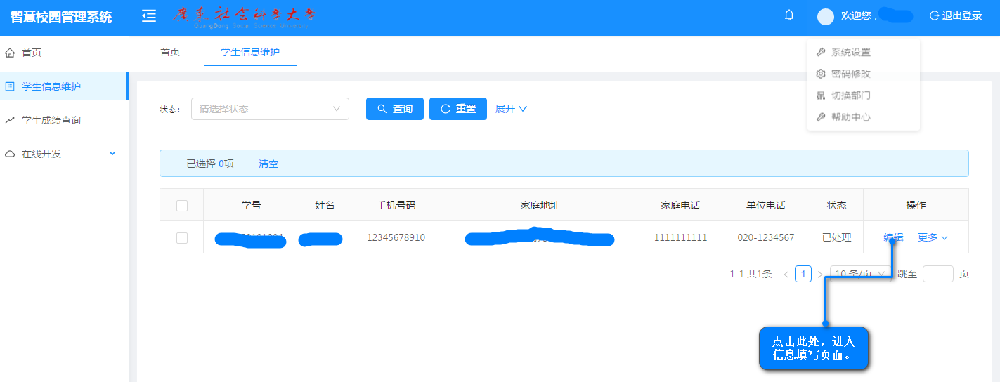 智慧校园管理系统
廣東社会科学大学
GuangDong Social Science University
欢迎您，
退出登录
首页
学生信息维护
学生成绩查询
在线开发
首页
学生信息维护
系统设置
密码修改
切换部门
帮助中心
状态：
请选择状态
查询
重置
展开
已选择 0项
清空
学号 姓名 手机号码 家庭地址 家庭电话 单位电话 状态 操作
12345678910 1111111111 020-1234567 已处理 编辑 更多
1-1 共1条 < 1 > 10 条/页 跳至 页
点击此处，进入
信息填写页面。